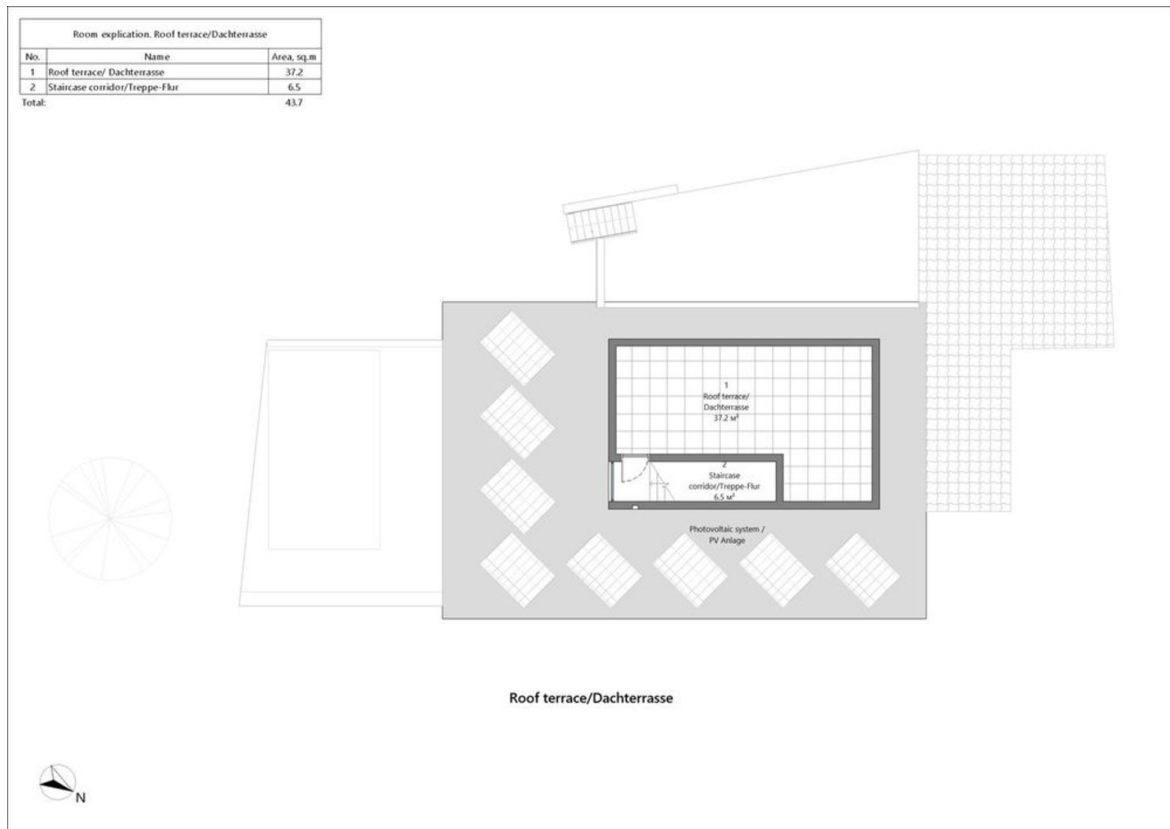 Room explication. Roof terrace/Dachterrasse
No. Name Area, sq.m
1 Roof terrace/ Dachterrasse 37.2
2 Staircase corridor/Treppe-Flur 6.5
Total: 43.7
1
Roof terrace/
Dachterrasse
37.2 м²
2
Staircase
corridor/Treppe-Flur
6.5 м²
Photovoltaic system /
PV Anlage
Roof terrace/Dachterrasse
N